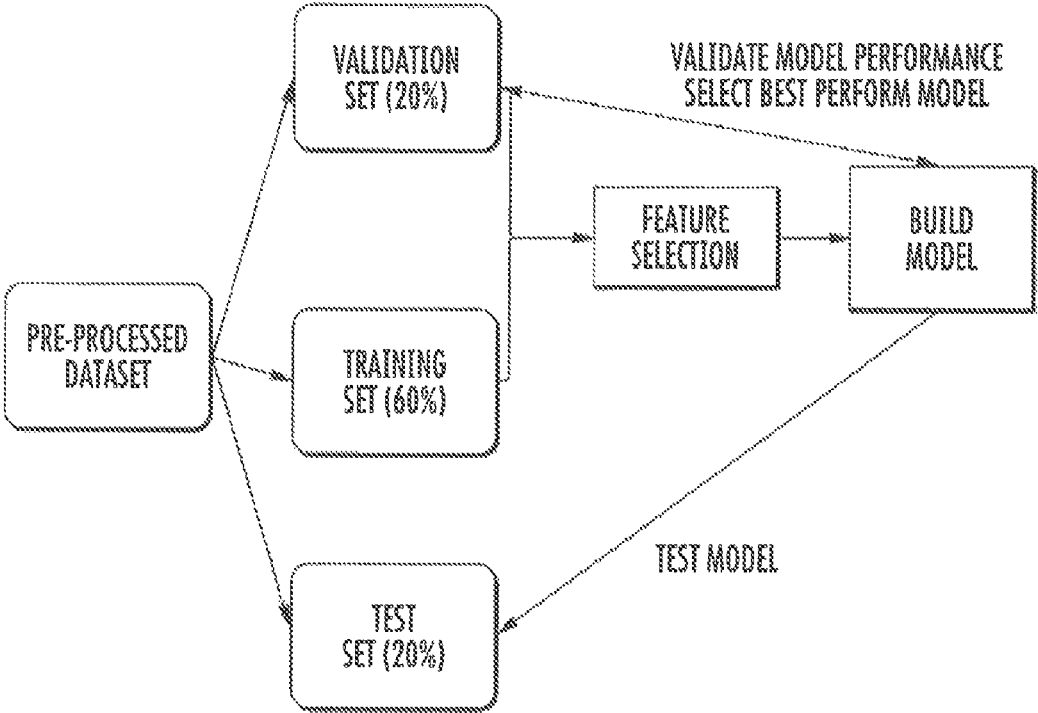 VALIDATION
SET (20%)
VALIDATE MODEL PERFORMANCE
SELECT BEST PERFORM MODEL
FEATURE
SELECTION
BUILD
MODEL
PRE-PROCESSED
DATASET
TRAINING
SET (60%)
TEST MODEL
TEST
SET (20%)